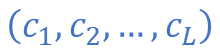 (c₁, c₂, …, c_L)